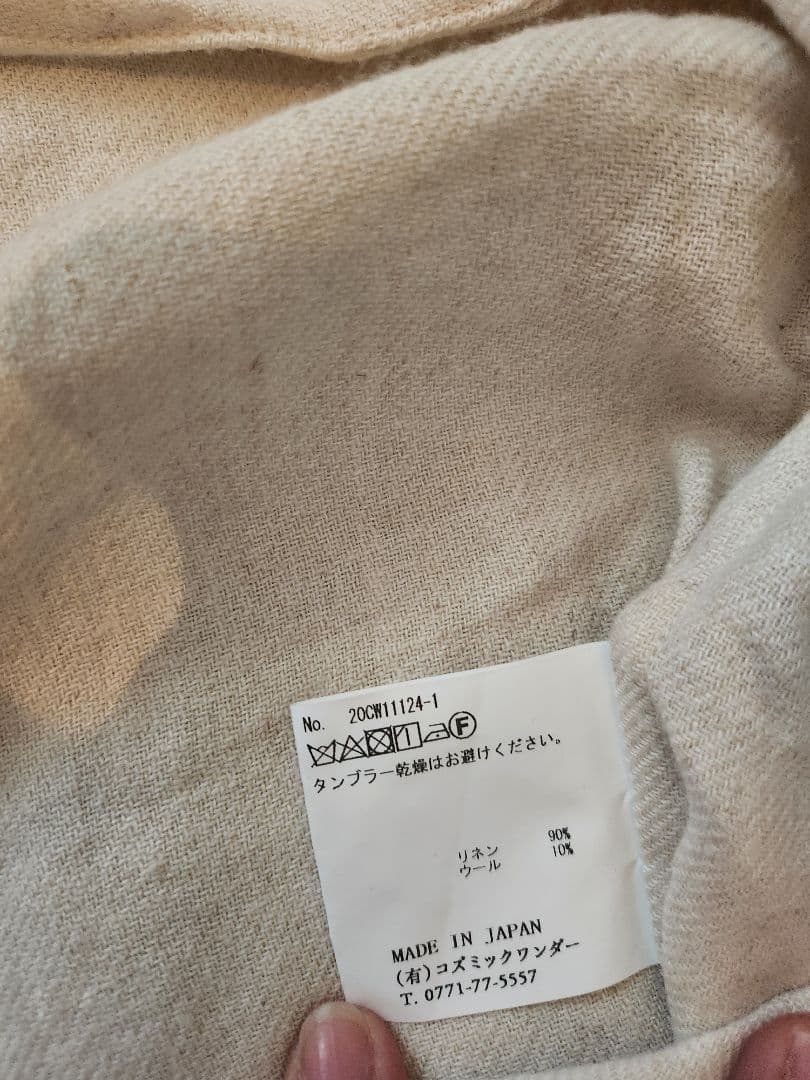 No. 20CW11124-1
F
タンブラー乾燥はお避けください。
リネン 90%
ウール 10%
MADE IN JAPAN
(有)コズミックワンダー
T. 0771-77-5557